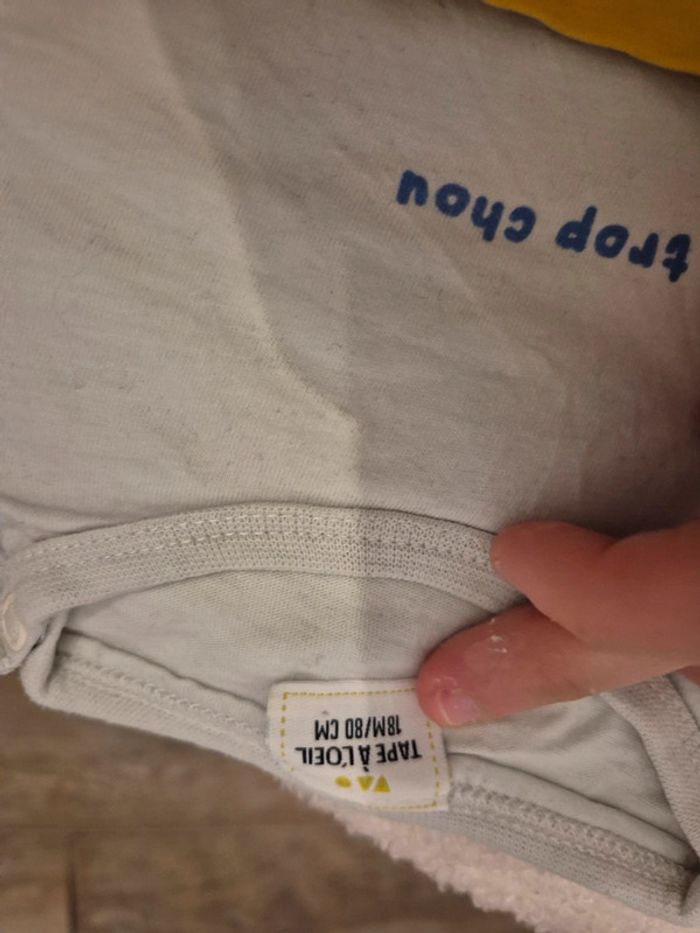 trop chou
TAPE À L'OEIL
18M/80 CM